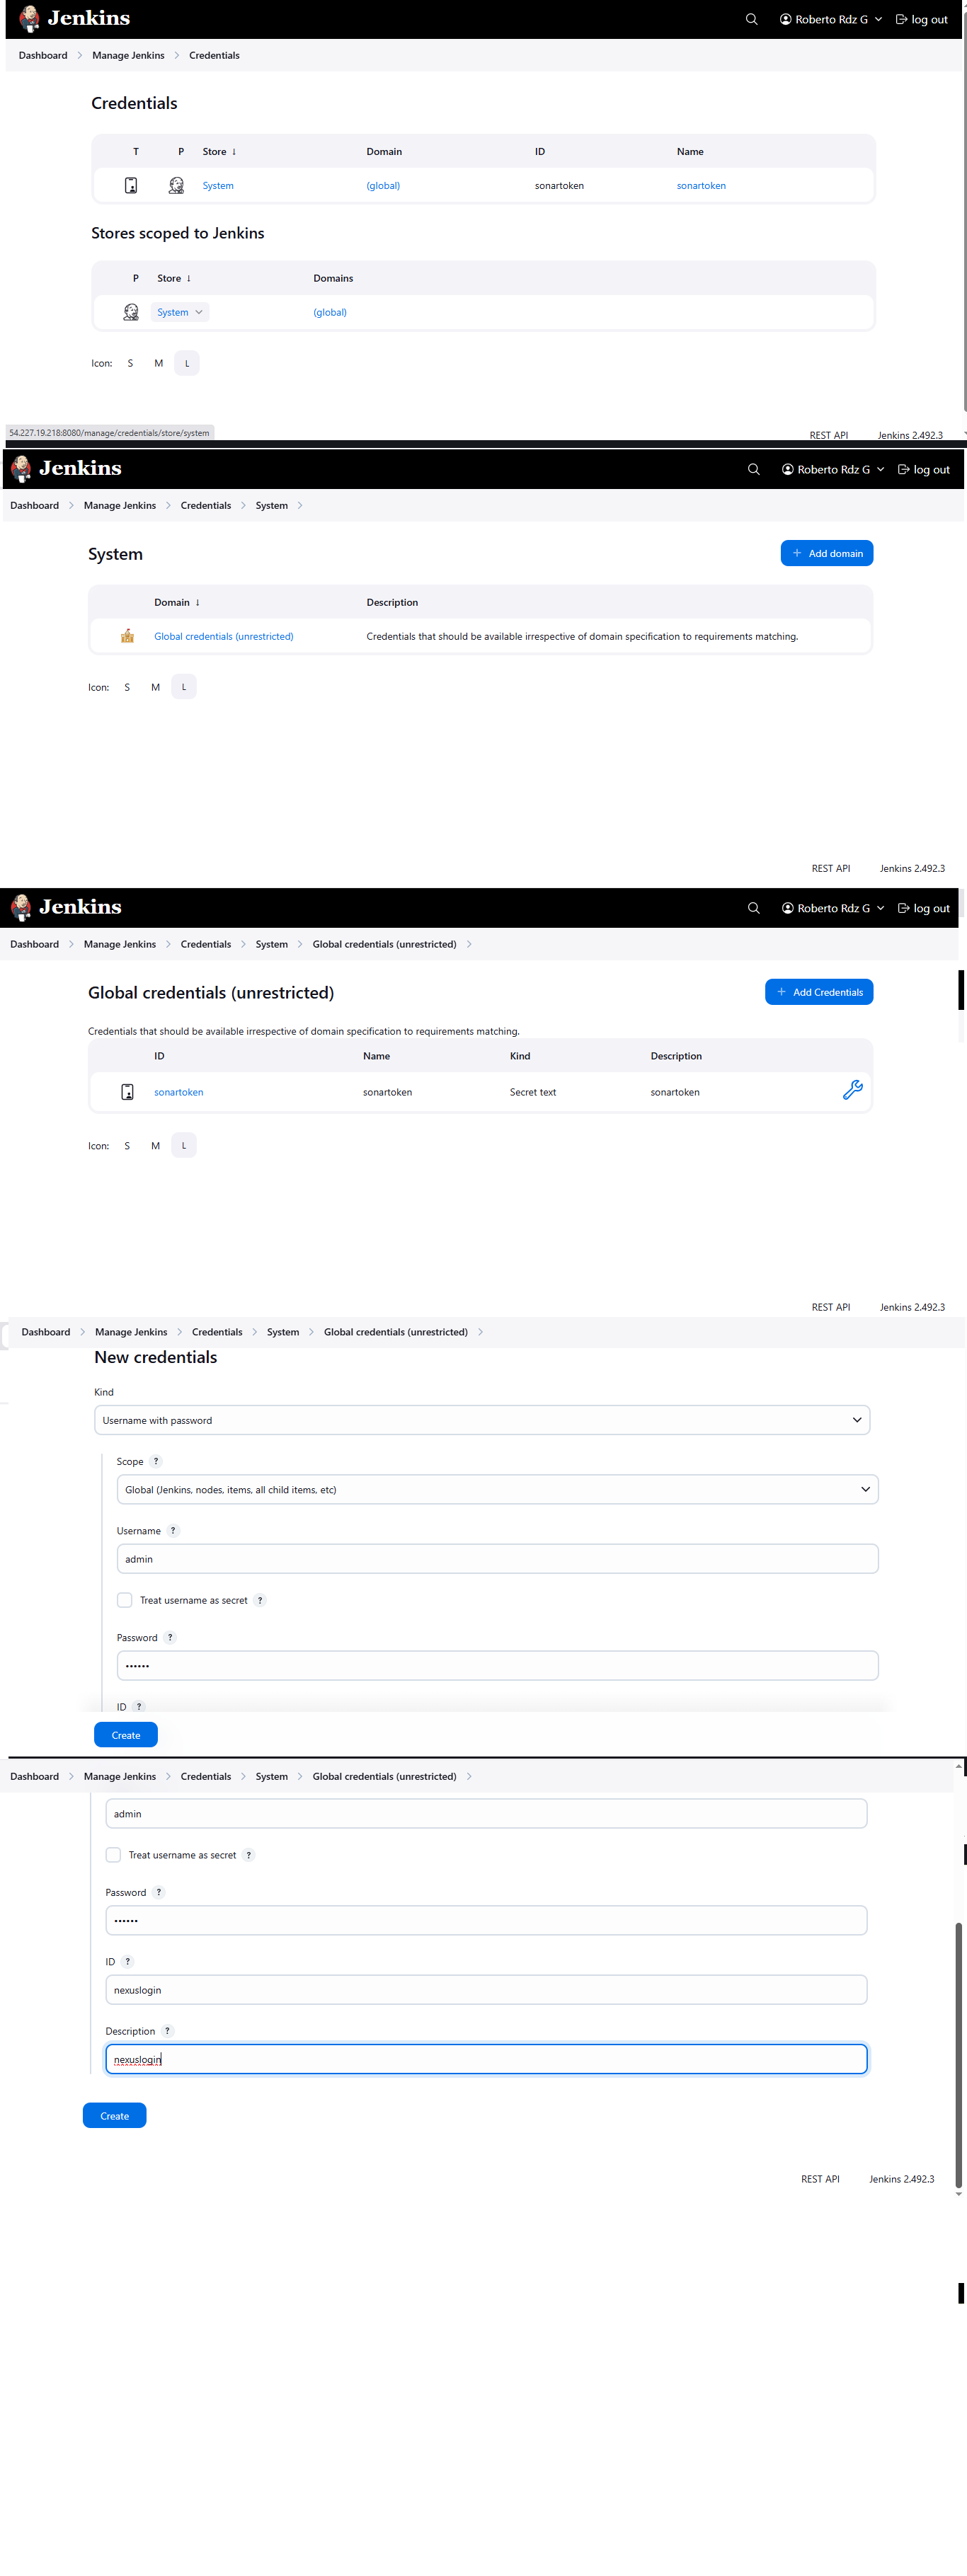 Jenkins
Roberto Rdz G
log out
Dashboard > Manage Jenkins > Credentials
Credentials
T P Store ↓ Domain ID Name
System (global) sonartoken sonartoken
Stores scoped to Jenkins
P Store ↓ Domains
System (global)
Icon: S M L
54.227.19.218:8080/manage/credentials/store/system
REST API Jenkins 2.492.3
Jenkins
Roberto Rdz G
log out
Dashboard > Manage Jenkins > Credentials > System >
System
+ Add domain
Domain ↓ Description
Global credentials (unrestricted) Credentials that should be available irrespective of domain specification to requirements matching.
Icon: S M L
REST API Jenkins 2.492.3
Jenkins
Roberto Rdz G
log out
Dashboard > Manage Jenkins > Credentials > System > Global credentials (unrestricted) >
Global credentials (unrestricted)
+ Add Credentials
Credentials that should be available irrespective of domain specification to requirements matching.
ID Name Kind Description
sonartoken sonartoken Secret text sonartoken
Icon: S M L
REST API Jenkins 2.492.3
Dashboard > Manage Jenkins > Credentials > System > Global credentials (unrestricted) >
New credentials
Kind
Username with password
Scope ?
Global (Jenkins, nodes, items, all child items, etc)
Username ?
admin
Treat username as secret ?
Password ?
••••••
ID ?
Create
Dashboard > Manage Jenkins > Credentials > System > Global credentials (unrestricted) >
admin
Treat username as secret ?
Password ?
••••••
ID ?
nexuslogin
Description ?
nexuslogin
Create
REST API Jenkins 2.492.3